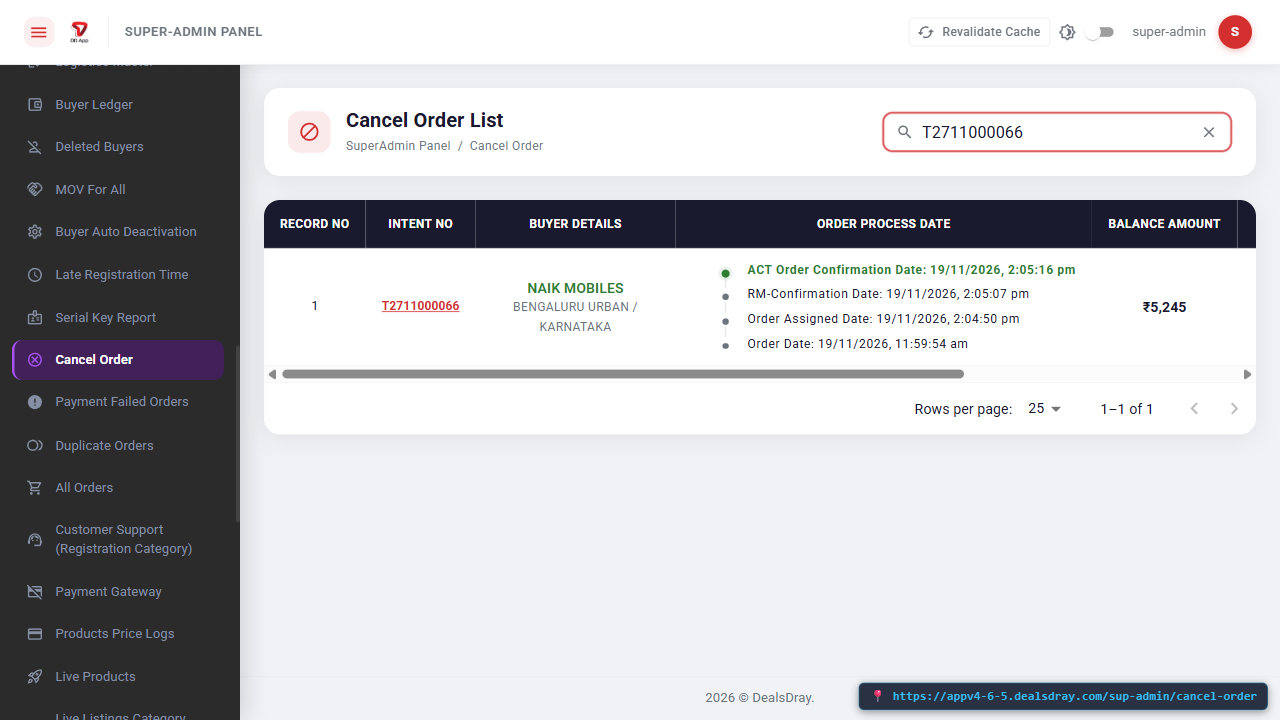 DD App
SUPER-ADMIN PANEL
Revalidate Cache
super-admin
S
Logistics Master
Buyer Ledger
Deleted Buyers
MOV For All
Buyer Auto Deactivation
Late Registration Time
Serial Key Report
Cancel Order
Payment Failed Orders
Duplicate Orders
All Orders
Customer Support
(Registration Category)
Payment Gateway
Products Price Logs
Live Products
Live Listings Category
Cancel Order List
SuperAdmin Panel / Cancel Order
T2711000066
RECORD NO INTENT NO BUYER DETAILS ORDER PROCESS DATE BALANCE AMOUNT
1
T2711000066
NAIK MOBILES
BENGALURU URBAN /
KARNATAKA
ACT Order Confirmation Date: 19/11/2026, 2:05:16 pm
RM-Confirmation Date: 19/11/2026, 2:05:07 pm
Order Assigned Date: 19/11/2026, 2:04:50 pm
Order Date: 19/11/2026, 11:59:54 am
₹5,245
Rows per page: 25 1–1 of 1
2026 © DealsDray.
https://appv4-6-5.dealsdray.com/sup-admin/cancel-order